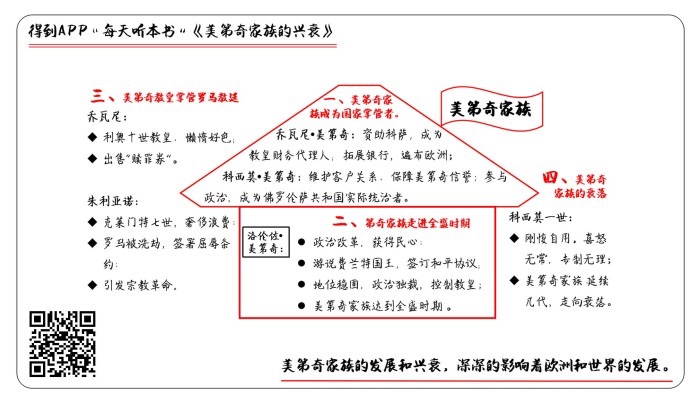 得到APP“每天听本书”《美第奇家族的兴衰》
美第奇家族
一、美第奇家
族成为国家掌管者。
乔瓦尼·美第奇：资助科萨，成为
教皇财务代理人，拓展银行，遍布欧洲；
科西莫·美第奇：维护客户关系，保障美第奇信誉；参与
政治，成为佛罗伦萨共和国实际统治者。
二、第奇家族走进全盛时期
洛伦佐·
美第奇：
● 政治改革，获得民心；
● 游说费兰特国王，签订和平协议；
● 地位稳固，政治独裁，控制教皇；
● 美第奇家族达到全盛时期。
三、美第奇教皇掌管罗马教廷
乔瓦尼：
◆ 利奥十世教皇，懒惰好色；
◆ 出售“赎罪券”。
朱利亚诺：
◆ 克莱门特七世，奢侈浪费；
◆ 罗马被洗劫，签署屈辱合
约；
◆ 引发宗教革命。
四、美第奇
家族的衰落
科西莫一世：
◆ 刚愎自用，喜怒
无常，专制无理；
◆ 美第奇家族延续
几代，走向衰落。
美第奇家族的发展和兴衰，深深的影响着欧洲和世界的发展。